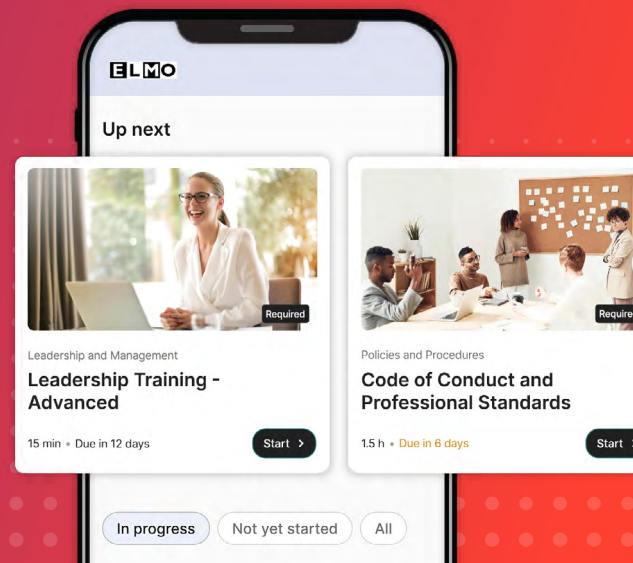 ELMO
Up next
Required
Leadership and Management
Leadership Training -
Advanced
15 min • Due in 12 days
Start >
Require
Policies and Procedures
Code of Conduct and
Professional Standards
1.5 h • Due in 6 days
Start
In progress
Not yet started
All